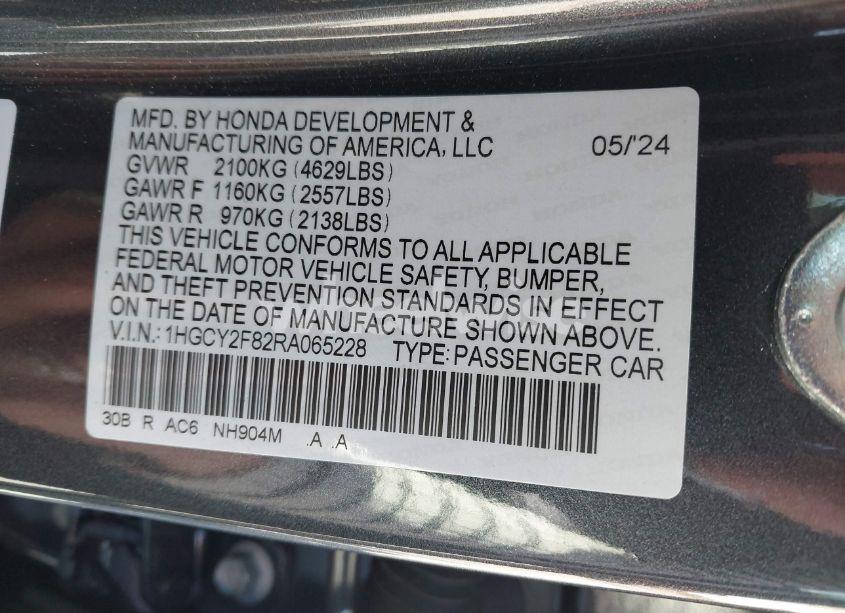 MFD. BY HONDA DEVELOPMENT &
MANUFACTURING OF AMERICA, LLC 05/'24
GVWR 2100KG (4629LBS)
GAWR F 1160KG (2557LBS)
GAWR R 970KG (2138LBS)
THIS VEHICLE CONFORMS TO ALL APPLICABLE
FEDERAL MOTOR VEHICLE SAFETY, BUMPER,
AND THEFT PREVENTION STANDARDS IN EFFECT
ON THE DATE OF MANUFACTURE SHOWN ABOVE.
V.I.N.: 1HGCY2F82RA065228 TYPE: PASSENGER CAR
30B R AC6 NH904M .A .A